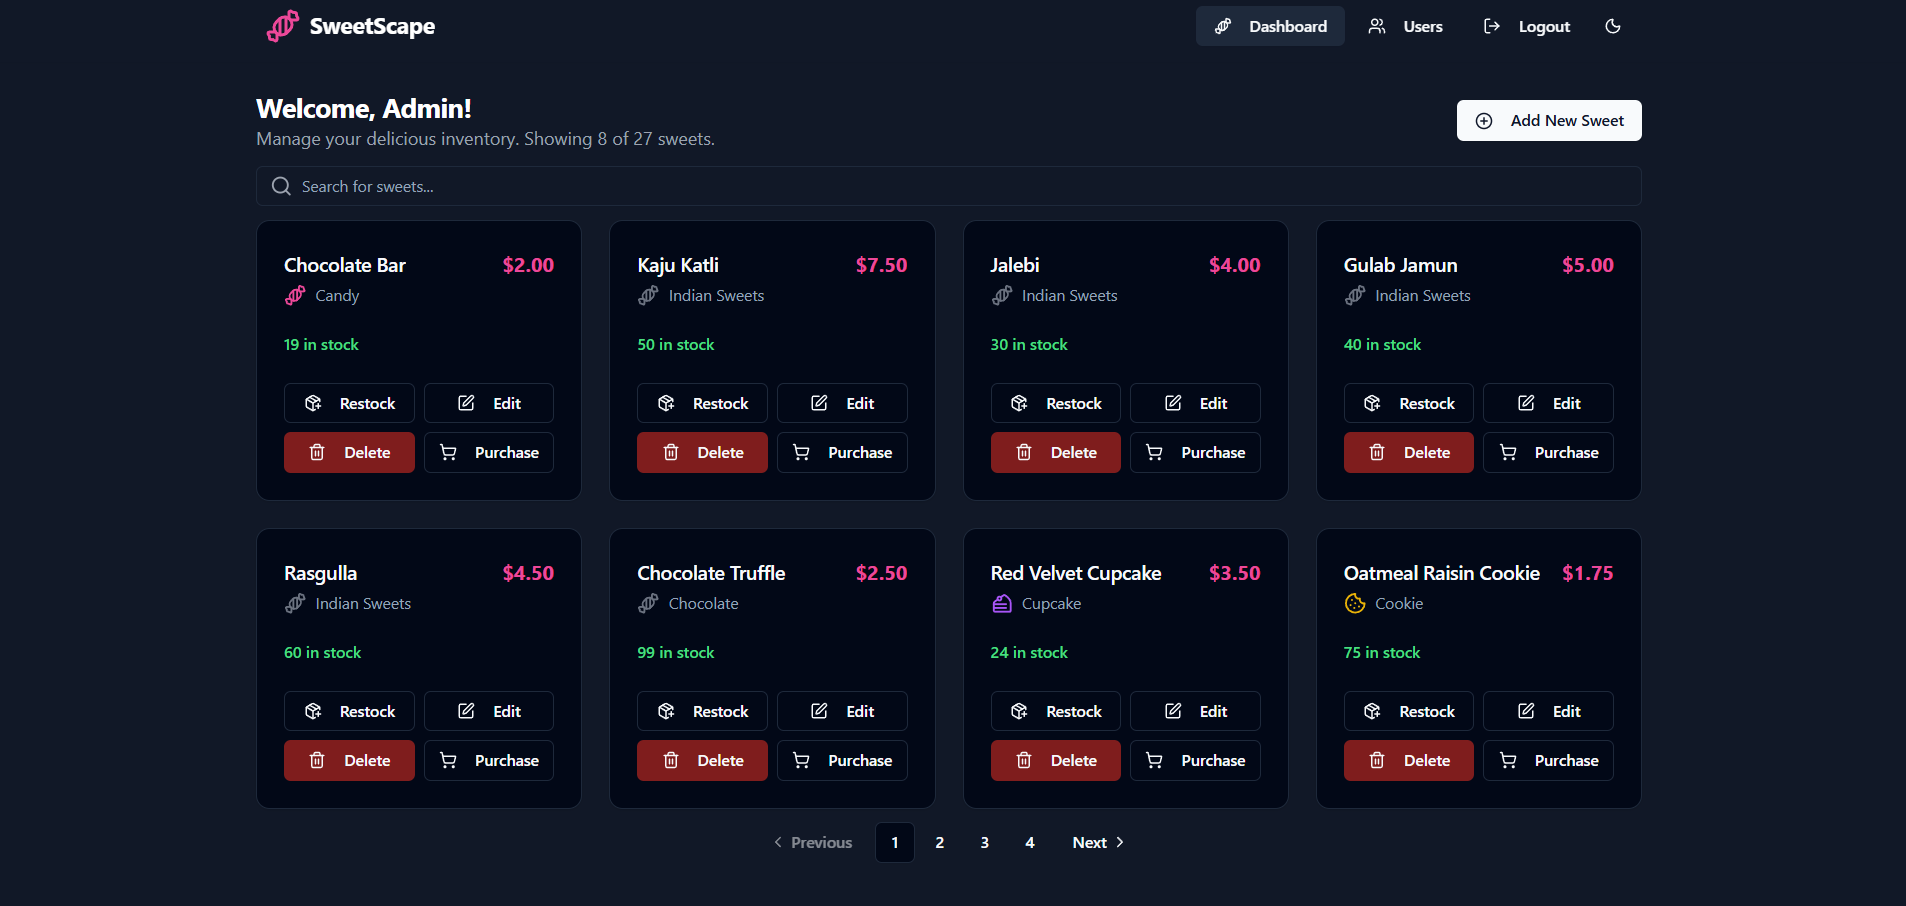 SweetScape
Dashboard Users Logout
Welcome, Admin!
Manage your delicious inventory. Showing 8 of 27 sweets.
Add New Sweet
Search for sweets...
Chocolate Bar $2.00
Candy
19 in stock
Restock Edit
Delete Purchase
Kaju Katli $7.50
Indian Sweets
50 in stock
Restock Edit
Delete Purchase
Jalebi $4.00
Indian Sweets
30 in stock
Restock Edit
Delete Purchase
Gulab Jamun $5.00
Indian Sweets
40 in stock
Restock Edit
Delete Purchase
Rasgulla $4.50
Indian Sweets
60 in stock
Restock Edit
Delete Purchase
Chocolate Truffle $2.50
Chocolate
99 in stock
Restock Edit
Delete Purchase
Red Velvet Cupcake $3.50
Cupcake
24 in stock
Restock Edit
Delete Purchase
Oatmeal Raisin Cookie $1.75
Cookie
75 in stock
Restock Edit
Delete Purchase
Previous 1 2 3 4 Next